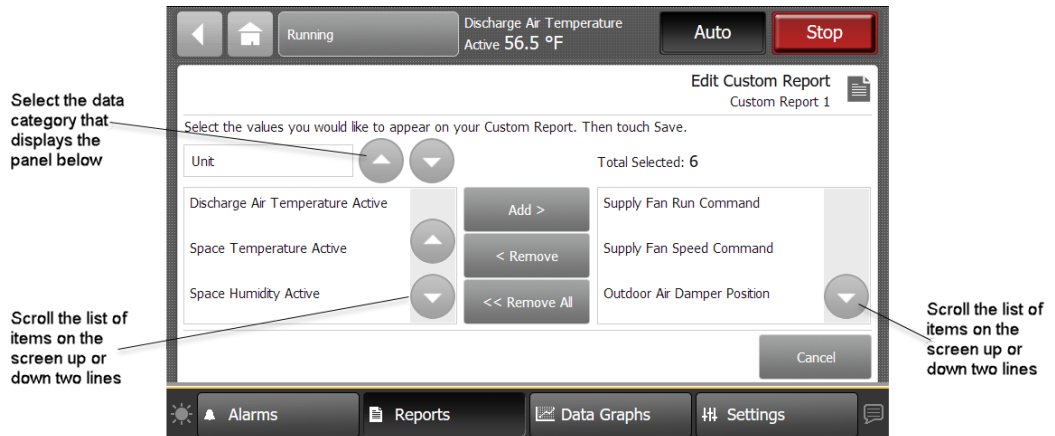 Running
Discharge Air Temperature
Active 56.5 °F
Auto
Stop
Edit Custom Report
Custom Report 1
Select the data
category that
displays the
panel below
Select the values you would like to appear on your Custom Report. Then touch Save.
Unit
Total Selected: 6
Discharge Air Temperature Active
Space Temperature Active
Space Humidity Active
Add >
< Remove
<< Remove All
Supply Fan Run Command
Supply Fan Speed Command
Outdoor Air Damper Position
Scroll the list of
items on the
screen up or
down two lines
Scroll the list of
items on the
screen up or
down two lines
Cancel
Alarms
Reports
Data Graphs
Settings